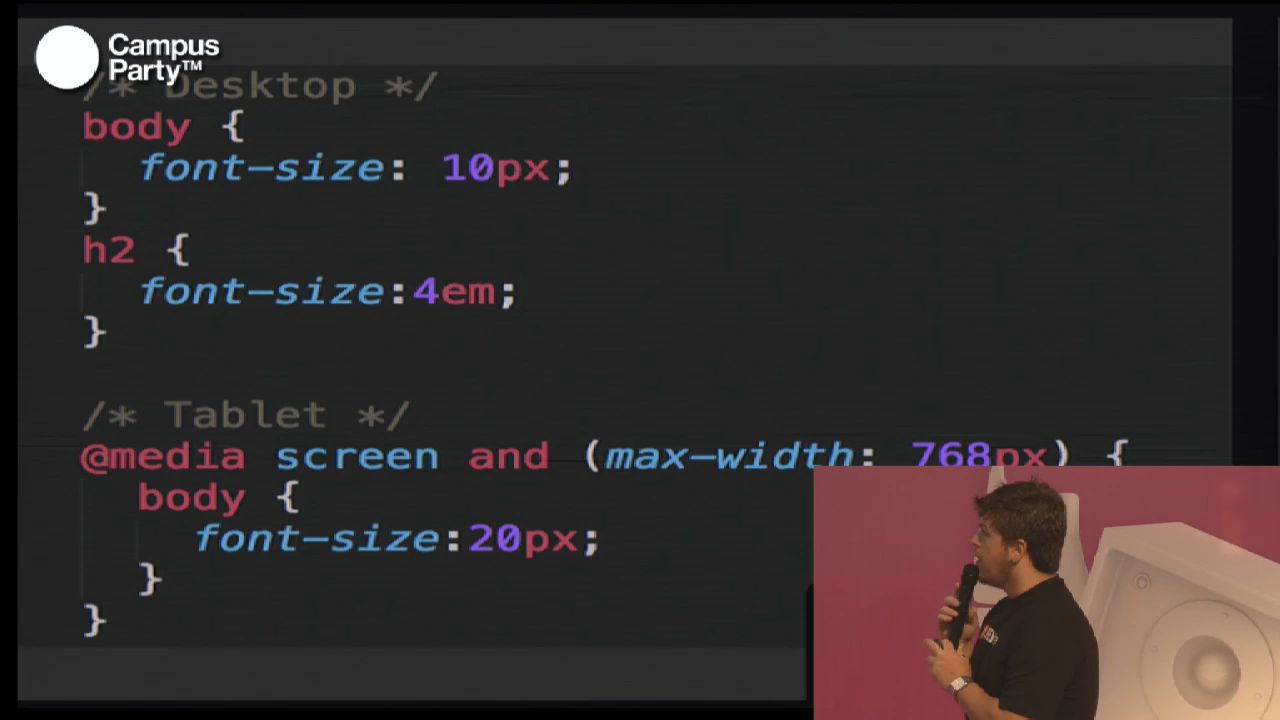 Campus
Party™
/* Desktop */
body {
font-size: 10px;
}
h2 {
font-size:4em;
}
/* Tablet */
@media screen and (max-width: 768px) {
body {
font-size:20px;
}
}